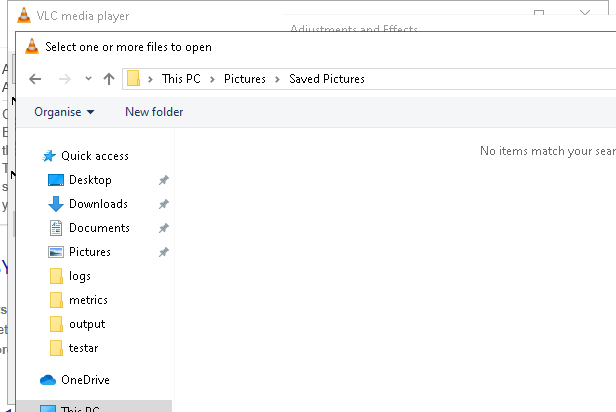 VLC media player
Adjustments and Effects
Select one or more files to open
This PC > Pictures > Saved Pictures
Organise New folder
No items match your sear
Quick access
Desktop
Downloads
Documents
Pictures
logs
metrics
output
testar
OneDrive
This PC